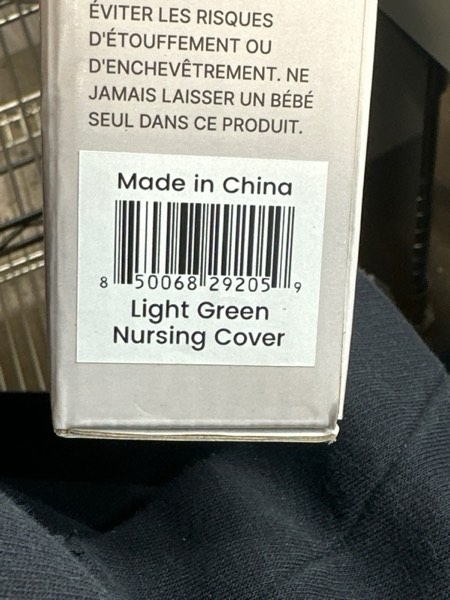 ÉVITER LES RISQUES
D'ÉTOUFFEMENT OU
D'ENCHEVÊTREMENT. NE
JAMAIS LAISSER UN BÉBÉ
SEUL DANS CE PRODUIT.
Made in China
8 50068 29205 9
Light Green
Nursing Cover